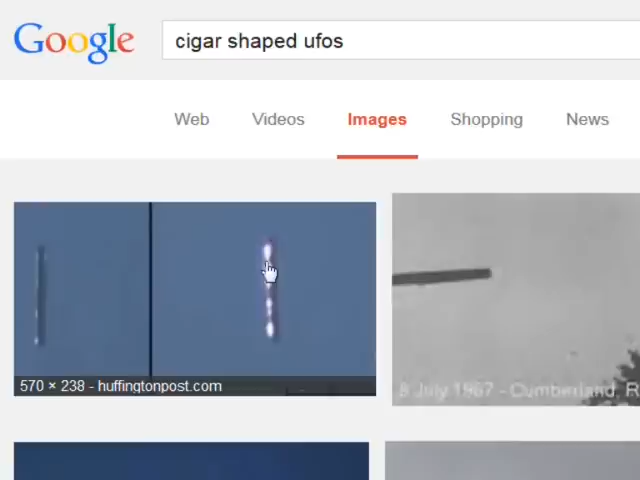 Google
cigar shaped ufos
Web Videos Images Shopping News
570 × 238 - huffingtonpost.com
8 July 1967 - Cumberland, R